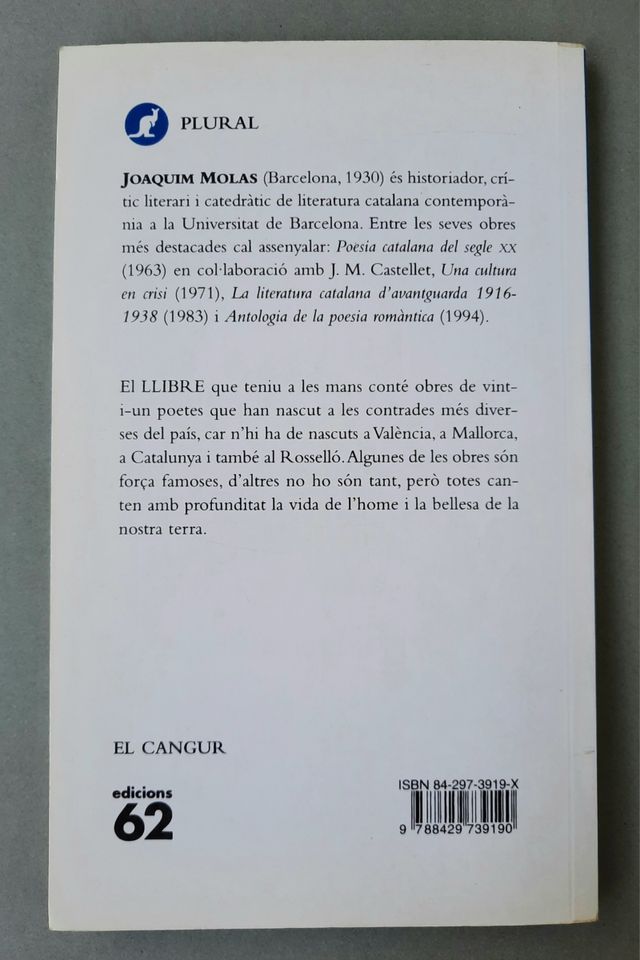 PLURAL
JOAQUIM MOLAS (Barcelona, 1930) és historiador, crí-
tic literari i catedràtic de literatura catalana contemporà-
nia a la Universitat de Barcelona. Entre les seves obres
més destacades cal assenyalar: Poesia catalana del segle XX
(1963) en col·laboració amb J. M. Castellet, Una cultura
en crisi (1971), La literatura catalana d'avantguarda 1916-
1938 (1983) i Antologia de la poesia romàntica (1994).
El LLIBRE que teniu a les mans conté obres de vint-
i-un poetes que han nascut a les contrades més diver-
ses del país, car n'hi ha de nascuts a València, a Mallorca,
a Catalunya i també al Rosselló. Algunes de les obres són
força famoses, d'altres no ho són tant, però totes can-
ten amb profunditat la vida de l'home i la bellesa de la
nostra terra.
EL CANGUR
edicions
62
ISBN 84-297-3919-X
9 788429 739190